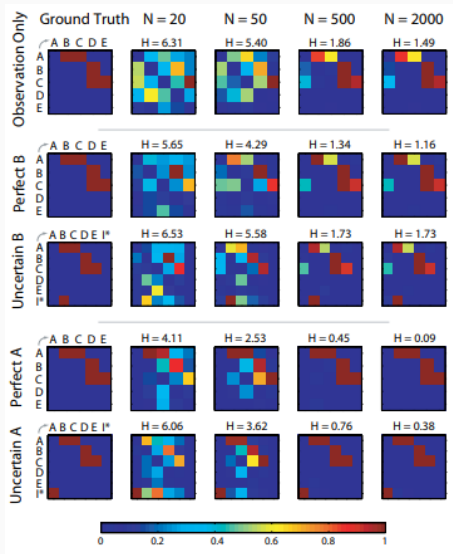 Ground Truth N = 20 N = 50 N = 500 N = 2000
Observation Only
A B C D E H = 6.31 H = 5.40 H = 1.86 H = 1.49
A
B
C
D
E
Perfect B
A B C D E H = 5.65 H = 4.29 H = 1.34 H = 1.16
A
B
C
D
E
Uncertain B
A B C D E I* H = 6.53 H = 5.58 H = 1.73 H = 1.73
A
B
C
D
E
I*
Perfect A
A B C D E H = 4.11 H = 2.53 H = 0.45 H = 0.09
A
B
C
D
E
Uncertain A
A B C D E I* H = 6.06 H = 3.62 H = 0.76 H = 0.38
A
B
C
D
E
I*
0 0.2 0.4 0.6 0.8 1